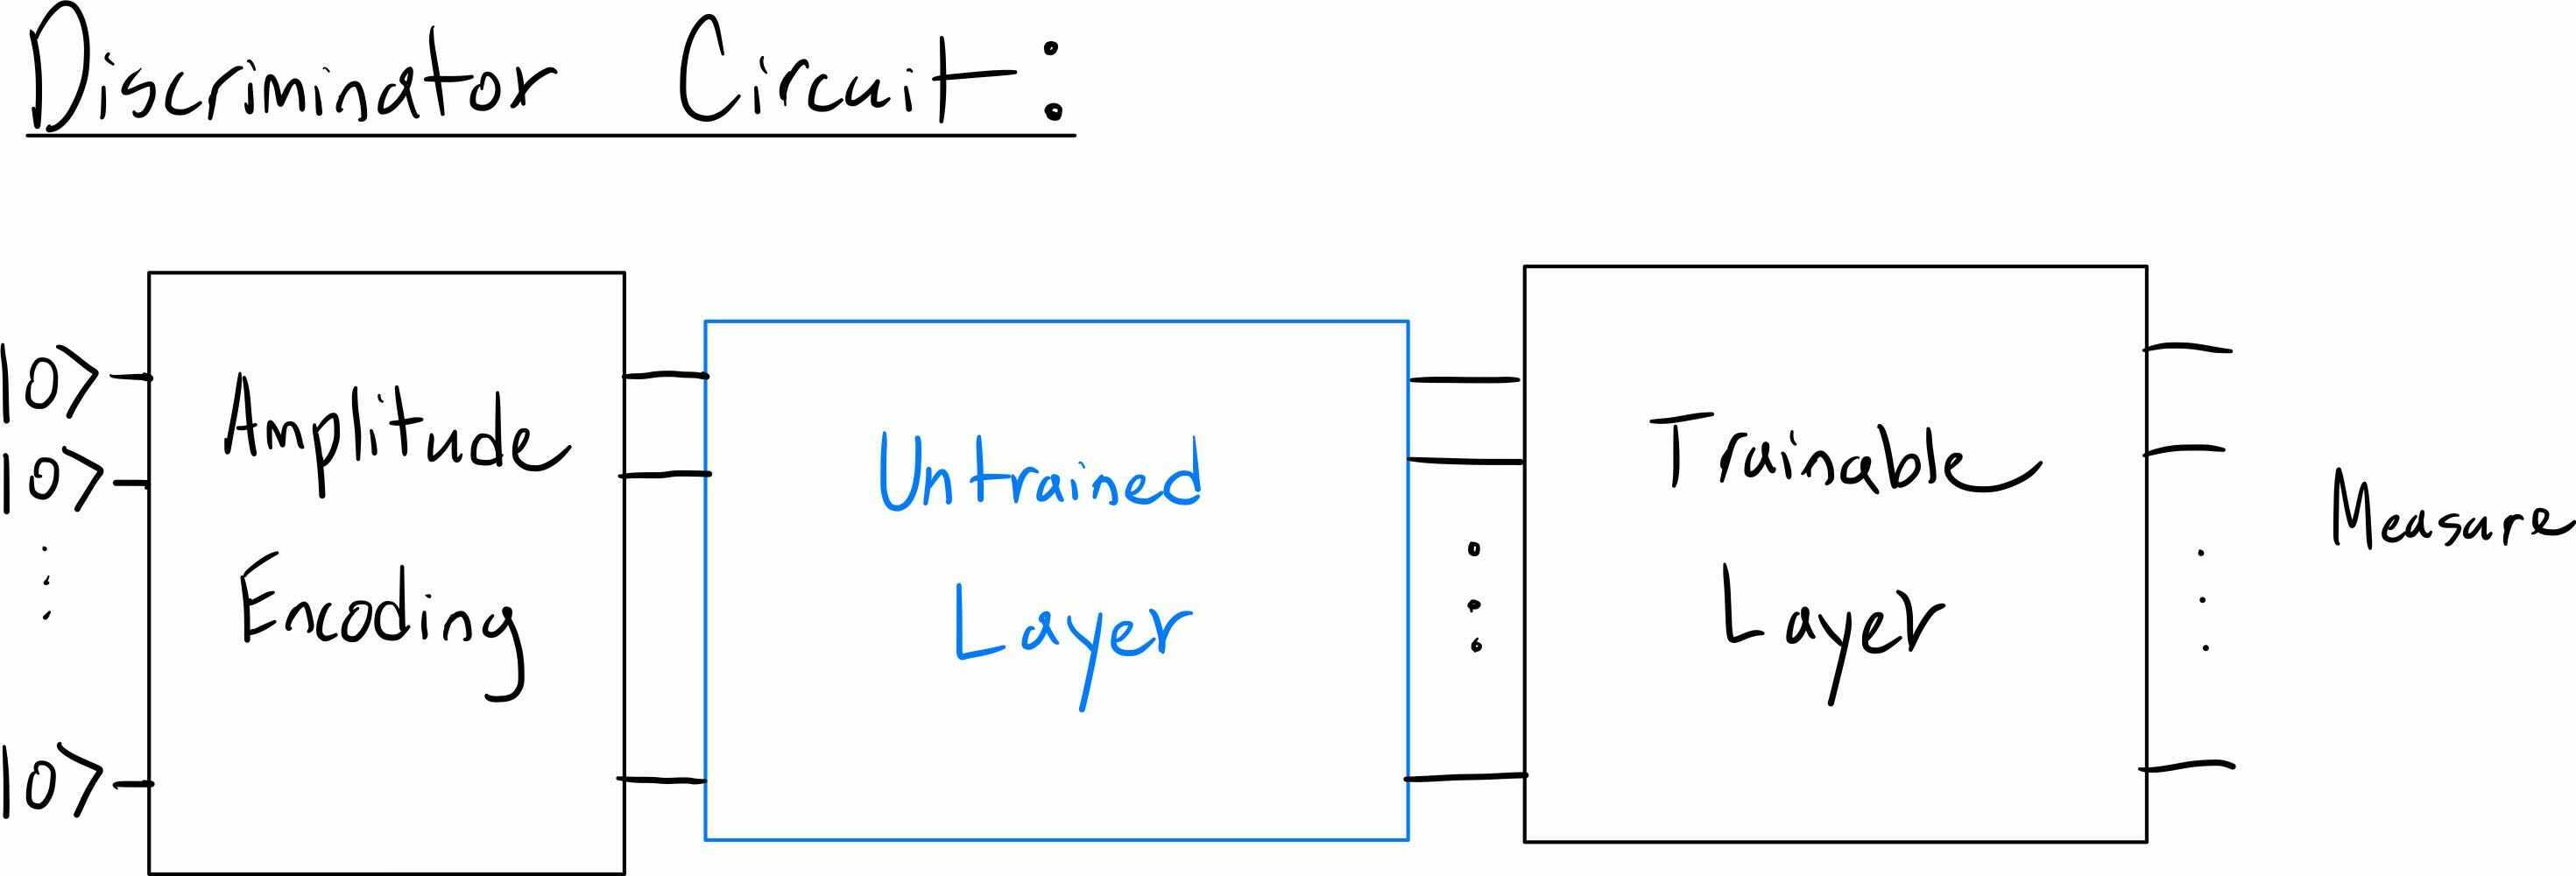 Discriminator Circuit:
|0⟩
|0⟩
|0⟩
Amplitude
Encoding
Untrained
Layer
Trainable
Layer
Measure